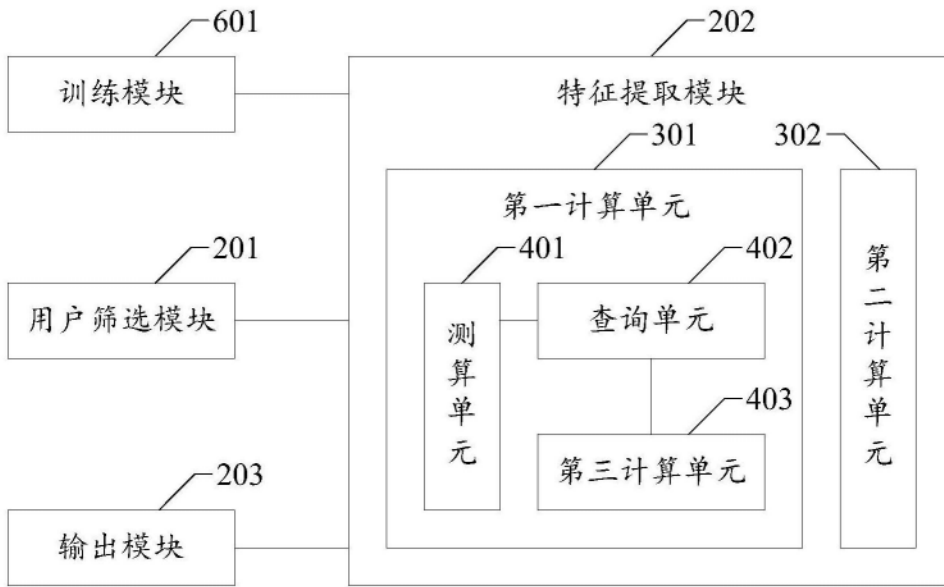 601
训练模块
201
用户筛选模块
203
输出模块
202
特征提取模块
301
第一计算单元
401
测算单元
402
查询单元
403
第三计算单元
302
第二计算单元